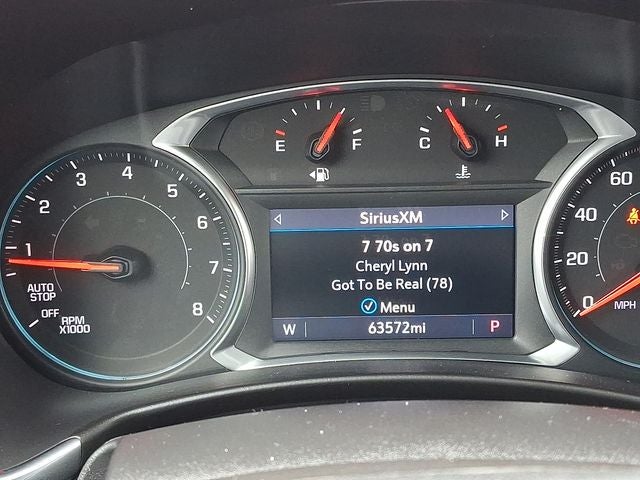 E F
C H
1 2 3 4 5 6 7 8
AUTO
STOP
OFF
RPM
X1000
SiriusXM
7 70s on 7
Cheryl Lynn
Got To Be Real (78)
Menu
W 63572mi P
60
40
20
0
MPH